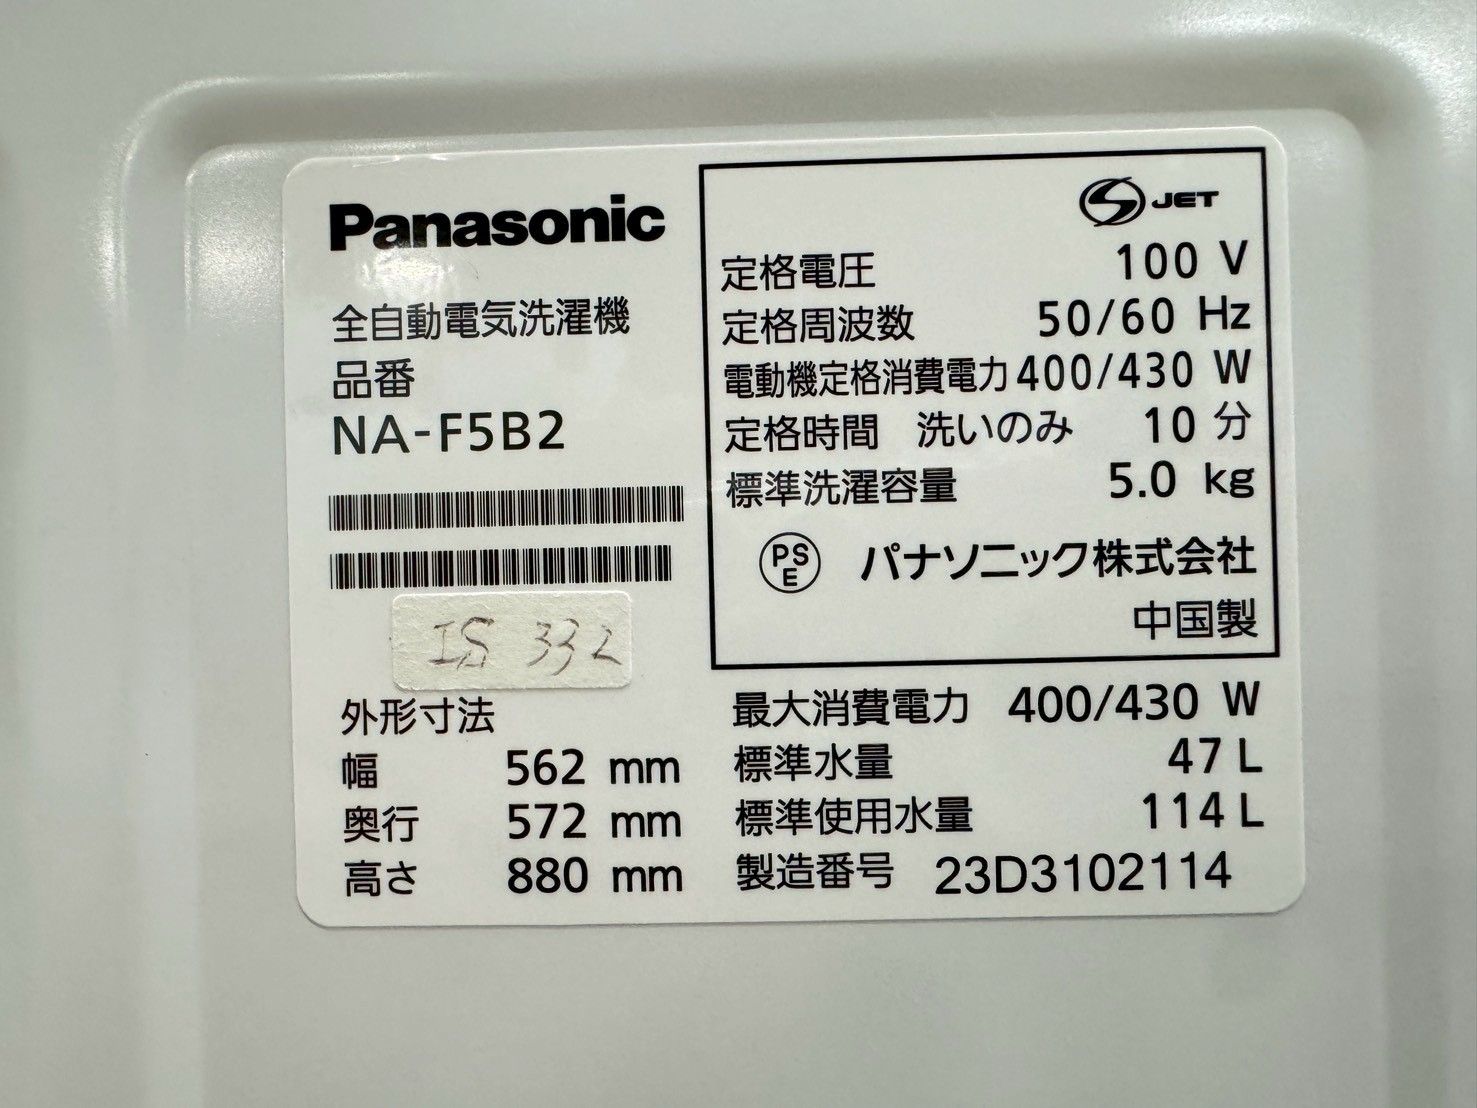 Panasonic
全自動電気洗濯機
品番
NA-F5B2
IS 332
外形寸法
幅 562 mm
奥行 572 mm
高さ 880 mm
S JET
定格電圧 100 V
定格周波数 50/60 Hz
電動機定格消費電力 400/430 W
定格時間 洗いのみ 10 分
標準洗濯容量 5.0 kg
PS
E
パナソニック株式会社
中国製
最大消費電力 400/430 W
標準水量 47 L
標準使用水量 114 L
製造番号 23D3102114